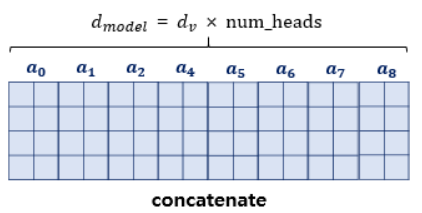 d_model = d_v × num_heads
a_0 a_1 a_2 a_4 a_5 a_6 a_7 a_8
concatenate